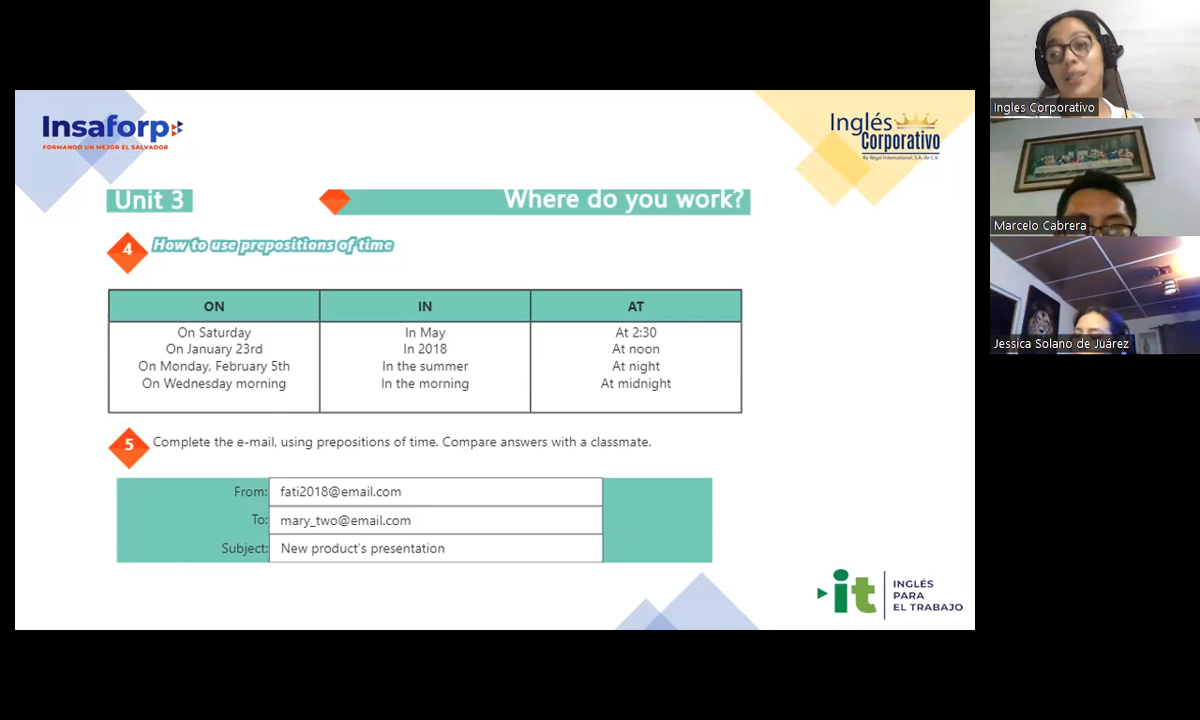 Insaforp
FORMANDO UN MEJOR EL SALVADOR
Inglés
Corporativo
By Regal International, S.A. de C.V.
Unit 3
Where do you work?
4
How to use prepositions of time
ON IN AT
On Saturday In May At 2:30
On January 23rd In 2018 At noon
On Monday, February 5th In the summer At night
On Wednesday morning In the morning At midnight
5
Complete the e-mail, using prepositions of time. Compare answers with a classmate.
From: fati2018@email.com
To: mary_two@email.com
Subject: New product's presentation
it
INGLÉS
PARA
EL TRABAJO
Ingles Corporativo
Marcelo Cabrera
Jessica Solano de Juárez